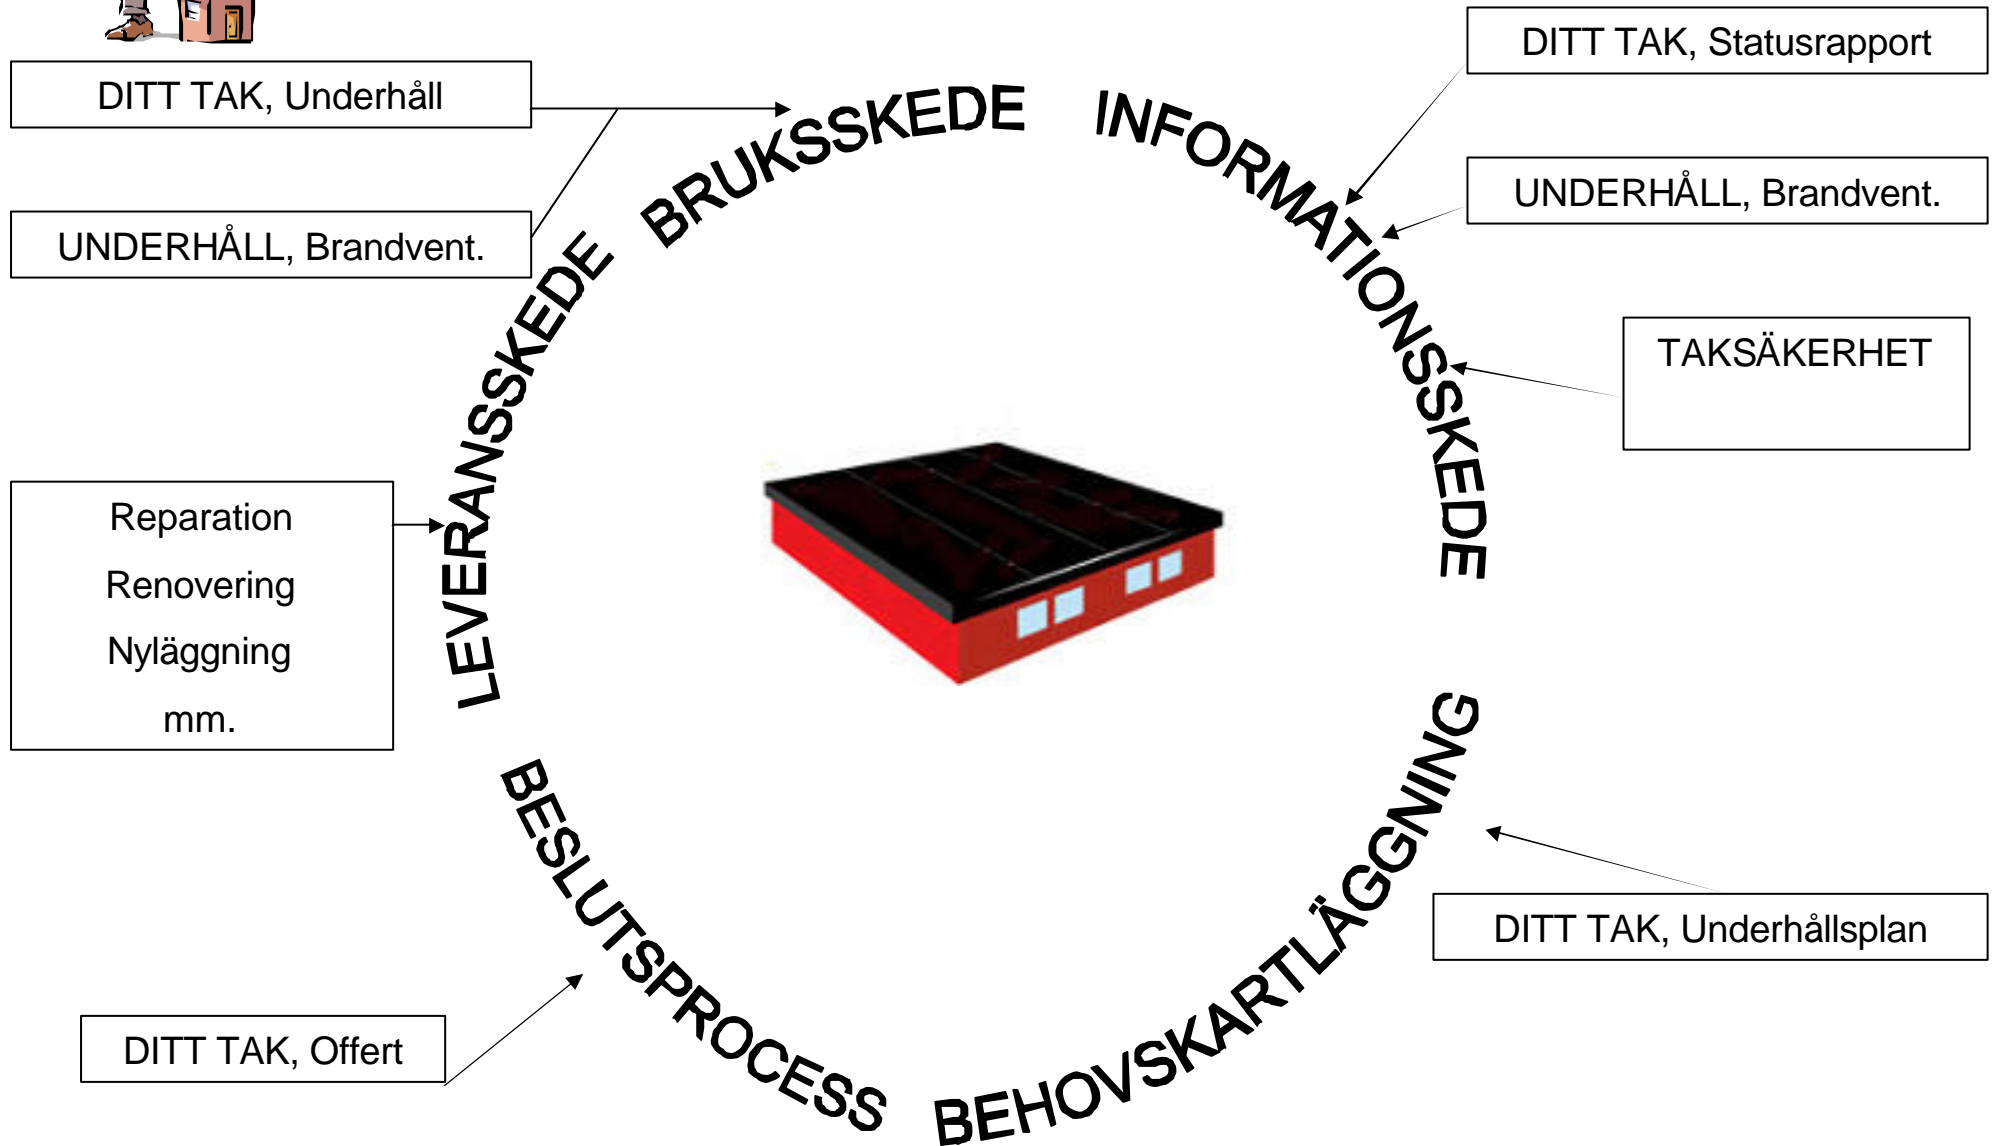 DITT TAK, Statusrapport
DITT TAK, Underhåll
BRUKSSKEDE
INFORMATIONSSKEDE
UNDERHÅLL, Brandvent.
UNDERHÅLL, Brandvent.
TAKSÄKERHET
LEVERANSSKEDE
Reparation
Renovering
Nyläggning
mm.
BESLUTSPROCESS
BEHOVSKARTLÄGGNING
DITT TAK, Underhållsplan
DITT TAK, Offert